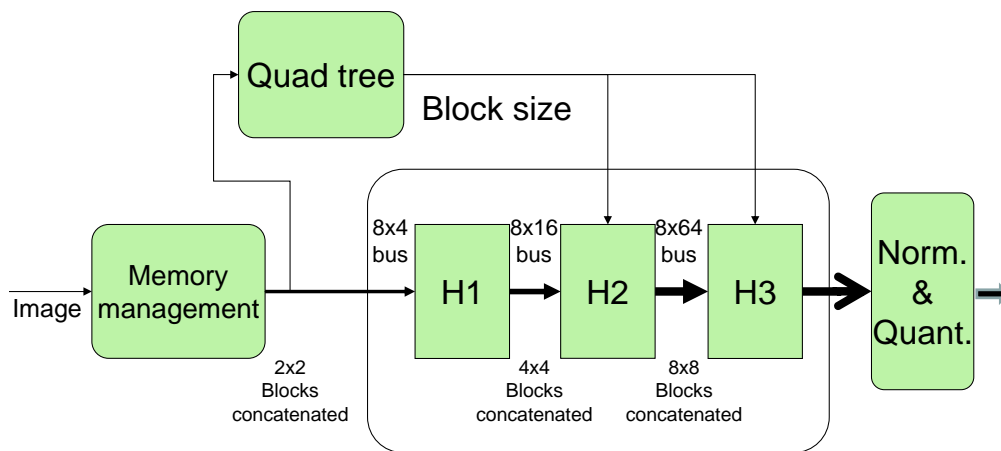 Quad tree
Block size
8x4
bus
8x16
bus
8x64
bus
Image
Memory
management
H1
H2
H3
Norm.
&
Quant.
2x2
Blocks
concatenated
4x4
Blocks
concatenated
8x8
Blocks
concatenated